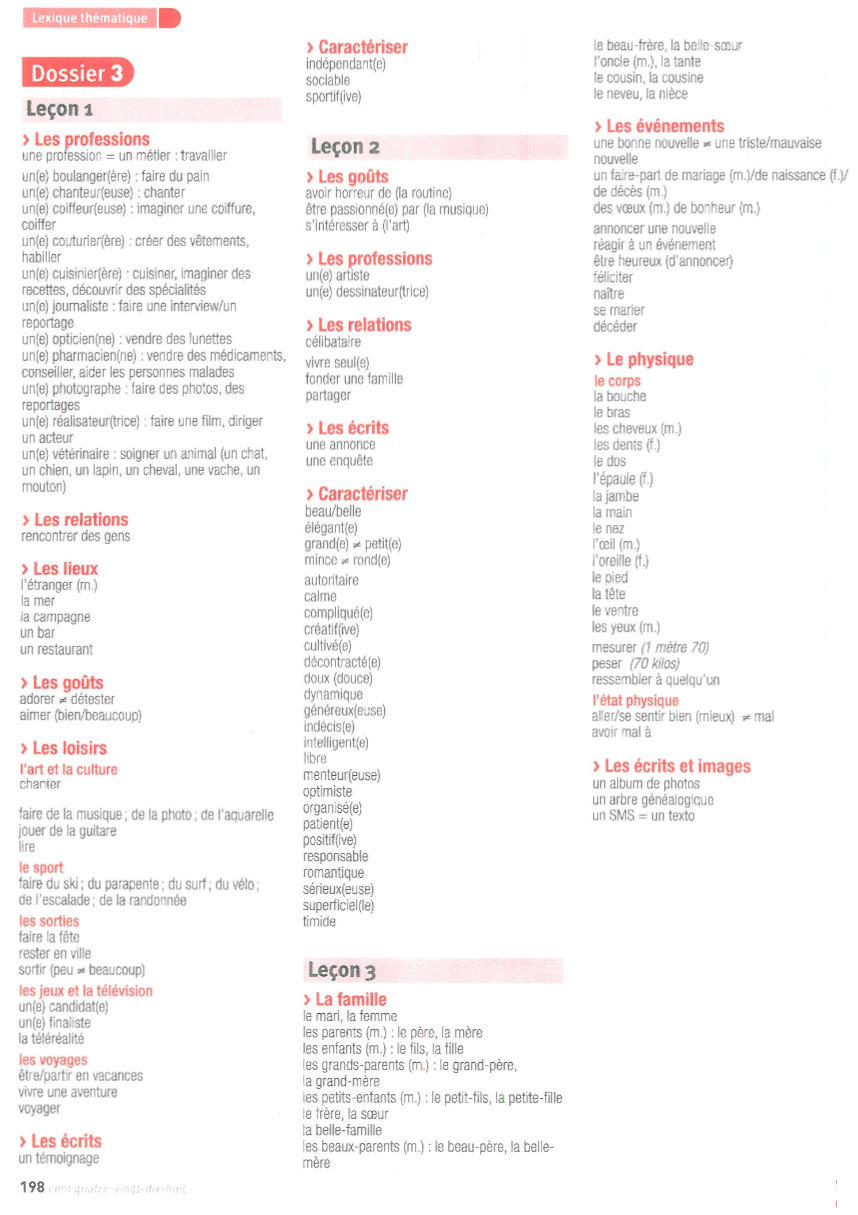 Lexique thématique
Dossier 3
Leçon 1
› Les professions
une profession = un métier : travailler
un(e) boulanger(ère) : faire du pain
un(e) chanteur(euse) : chanter
un(e) coiffeur(euse) : imaginer une coiffure,
coiffer
un(e) couturier(ère) : créer des vêtements,
habiller
un(e) cuisinier(ère) : cuisiner, imaginer des
recettes, découvrir des spécialités
un(e) journaliste : faire une interview/un
reportage
un(e) opticien(ne) : vendre des lunettes
un(e) pharmacien(ne) : vendre des médicaments,
conseiller, aider les personnes malades
un(e) photographe : faire des photos, des
reportages
un(e) réalisateur(trice) : faire une film, diriger
un acteur
un(e) vétérinaire : soigner un animal (un chat,
un chien, un lapin, un cheval, une vache, un
mouton)
› Les relations
rencontrer des gens
› Les lieux
l'étranger (m.)
la mer
la campagne
un bar
un restaurant
› Les goûts
adorer ≠ détester
aimer (bien/beaucoup)
› Les loisirs
l'art et la culture
chanter
faire de la musique ; de la photo ; de l'aquarelle
jouer de la guitare
lire
le sport
faire du ski ; du parapente ; du surf ; du vélo ;
de l'escalade ; de la randonnée
les sorties
faire la fête
rester en ville
sortir (peu ≠ beaucoup)
les jeux et la télévision
un(e) candidat(e)
un(e) finaliste
la téléréalité
les voyages
être/partir en vacances
vivre une aventure
voyager
› Les écrits
un témoignage
› Caractériser
indépendant(e)
sociable
sportif(ive)
Leçon 2
› Les goûts
avoir horreur de (la routine)
être passionné(e) par (la musique)
s'intéresser à (l'art)
› Les professions
un(e) artiste
un(e) dessinateur(trice)
› Les relations
célibataire
vivre seul(e)
fonder une famille
partager
› Les écrits
une annonce
une enquête
› Caractériser
beau/belle
élégant(e)
grand(e) ≠ petit(e)
mince ≠ rond(e)
autoritaire
calme
compliqué(e)
créatif(ive)
cultivé(e)
décontracté(e)
doux (douce)
dynamique
généreux(euse)
indécis(e)
intelligent(e)
libre
menteur(euse)
optimiste
organisé(e)
patient(e)
positif(ive)
responsable
romantique
sérieux(euse)
superficiel(le)
timide
Leçon 3
› La famille
le mari, la femme
les parents (m.) : le père, la mère
les enfants (m.) : le fils, la fille
les grands-parents (m.) : le grand-père,
la grand-mère
les petits-enfants (m.) : le petit-fils, la petite-fille
le frère, la sœur
la belle-famille
les beaux-parents (m.) : le beau-père, la belle-
mère
le beau-frère, la belle-sœur
l'oncle (m.), la tante
le cousin, la cousine
le neveu, la nièce
› Les événements
une bonne nouvelle ≠ une triste/mauvaise
nouvelle
un faire-part de mariage (m.)/de naissance (f.)/
de décès (m.)
des vœux (m.) de bonheur (m.)
annoncer une nouvelle
réagir à un événement
être heureux (d'annoncer)
féliciter
naître
se marier
décéder
› Le physique
le corps
la bouche
le bras
les cheveux (m.)
les dents (f.)
le dos
l'épaule (f.)
la jambe
la main
le nez
l'œil (m.)
l'oreille (f.)
le pied
la tête
le ventre
les yeux (m.)
mesurer (1 mètre 70)
peser (70 kilos)
ressembler à quelqu'un
l'état physique
aller/se sentir bien (mieux) ≠ mal
avoir mal à
› Les écrits et images
un album de photos
un arbre généalogique
un SMS = un texto
198 cent quatre-vingt-dix-huit